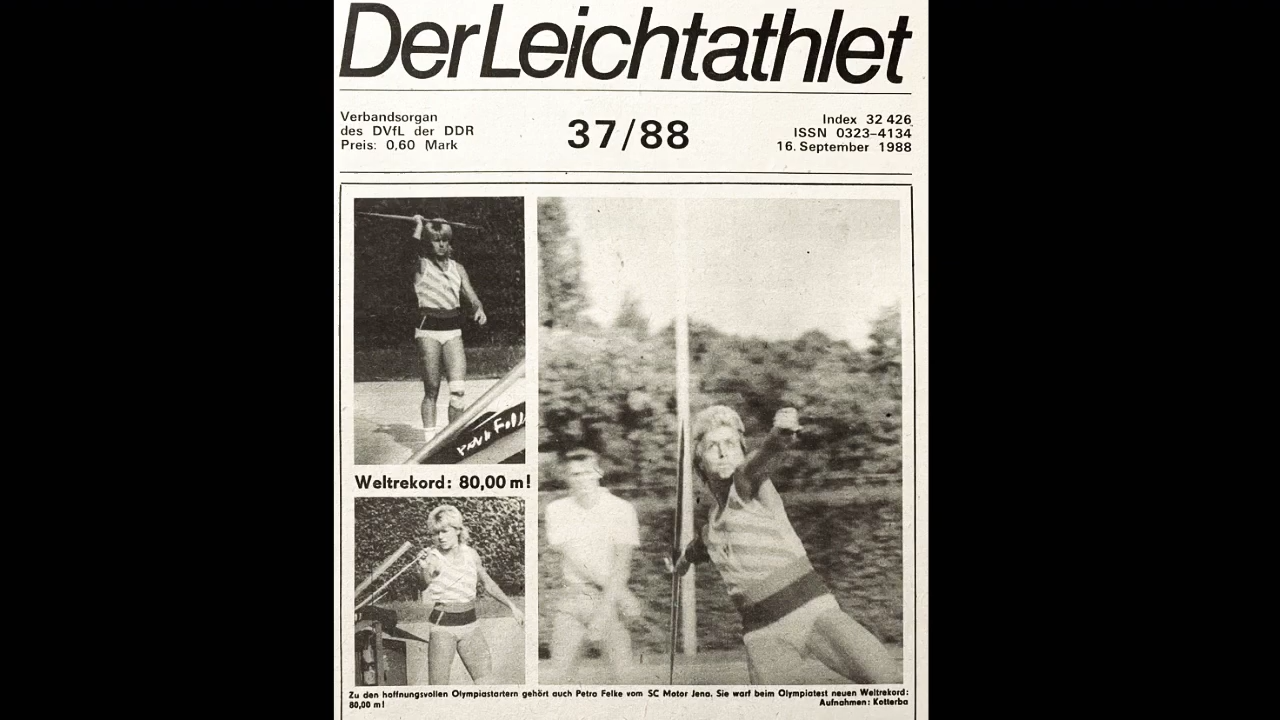 Der Leichtathlet
Verbandsorgan
des DVfL der DDR
Preis: 0,60 Mark
37/88
Index 32 426
ISSN 0323–4134
16. September 1988
Weltrekord: 80,00 m!
Zu den hoffnungsvollen Olympiastartern gehört auch Petra Felke vom SC Motor Jena. Sie warf beim Olympiatest neuen Weltrekord:
80,00 m!
Aufnahmen: Kotterba